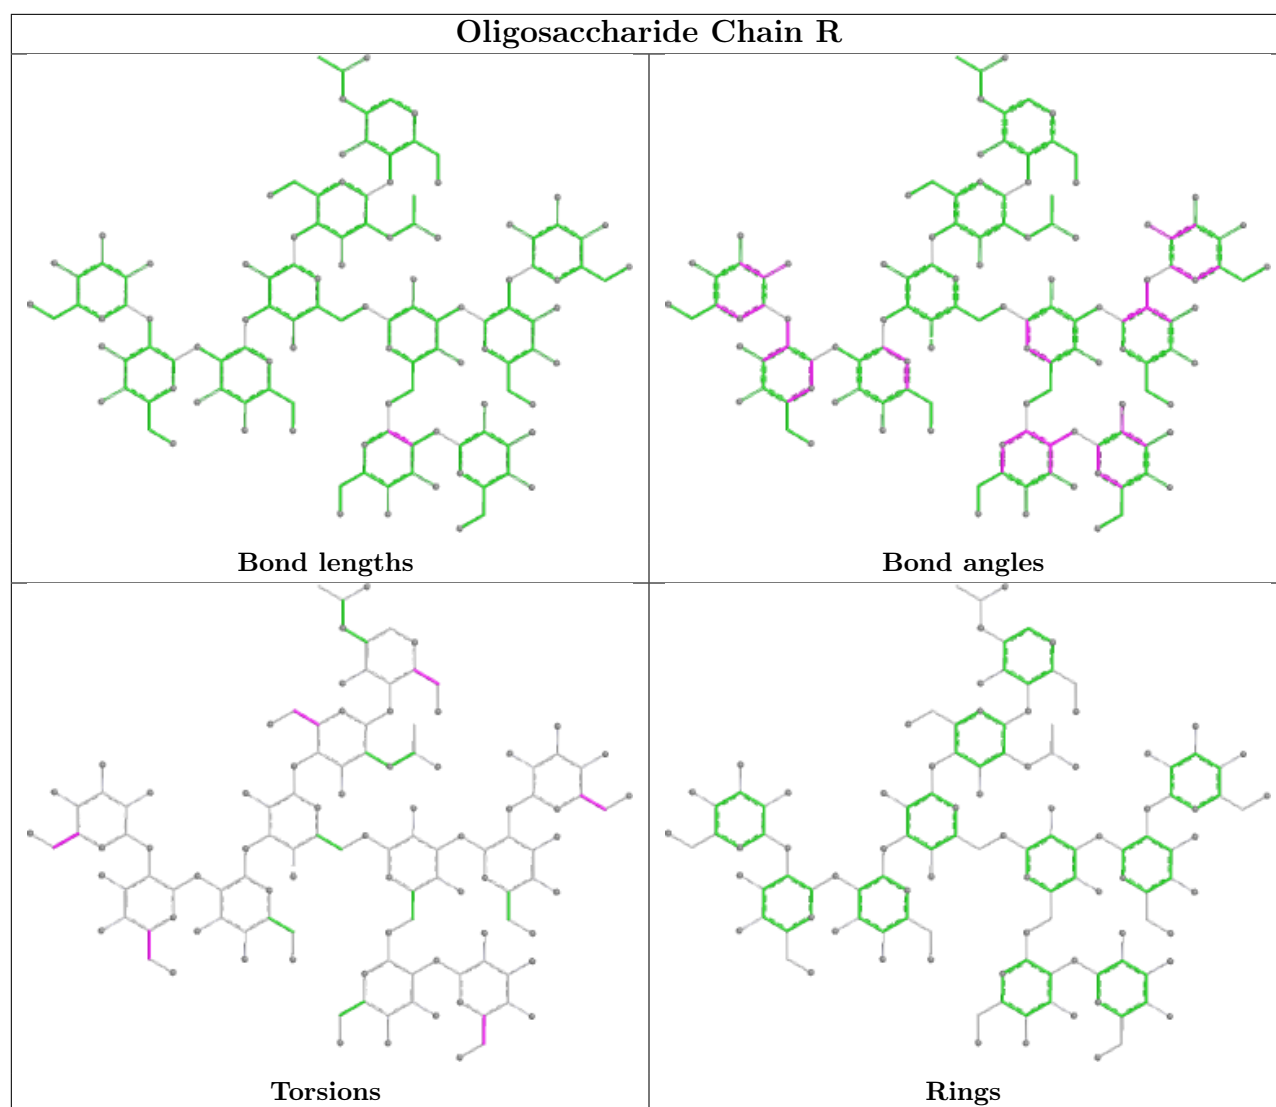 Oligosaccharide Chain R
Bond lengths
Bond angles
Torsions
Rings